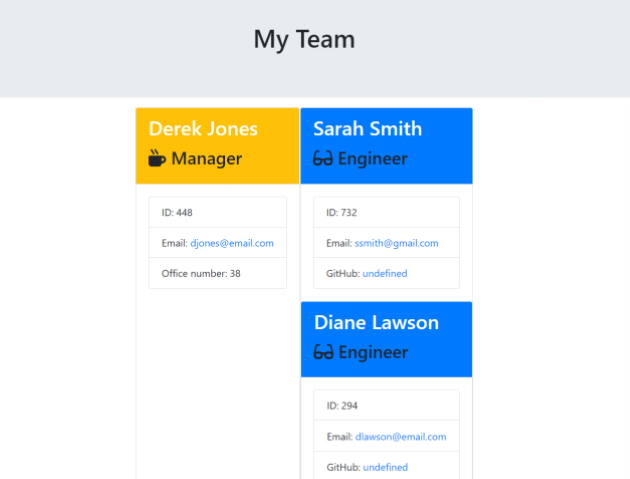 My Team
Derek Jones
Manager
ID: 448
Email: djones@email.com
Office number: 38
Sarah Smith
Engineer
ID: 732
Email: ssmith@gmail.com
GitHub: undefined
Diane Lawson
Engineer
ID: 294
Email: dlawson@email.com
GitHub: undefined